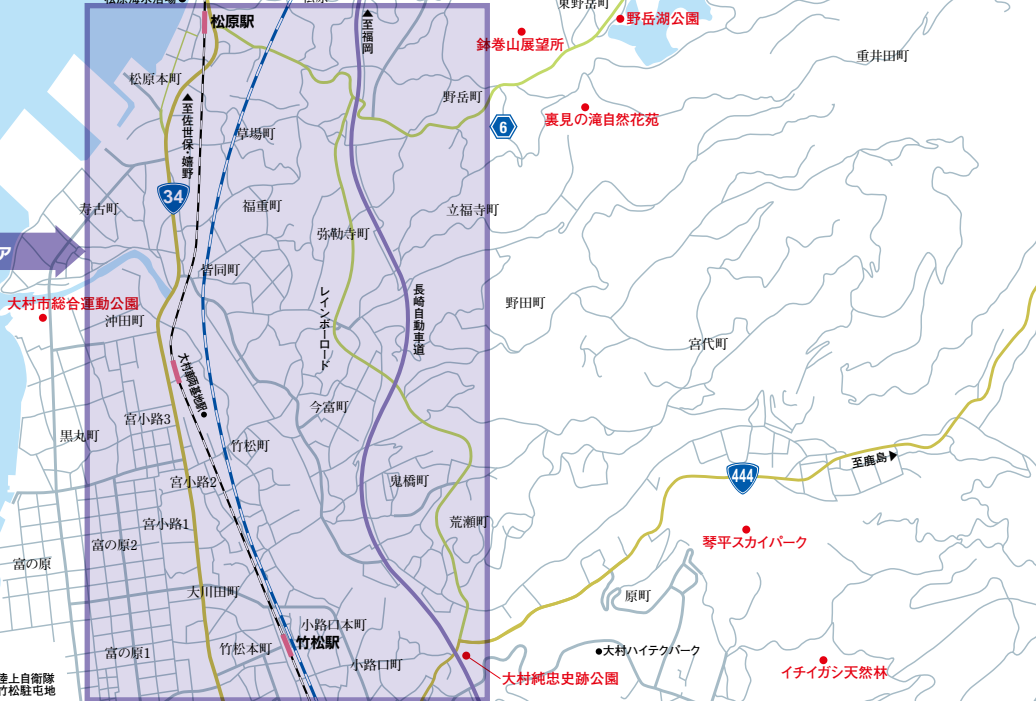 松原駅
▲至福岡
東野岳町
野岳湖公園
鉢巻山展望所
重井田町
松原本町
野岳町
▲至佐世保・嬉野
草場町
6
裏見の滝自然花苑
34
寿古町
福重町
立福寺町
弥勒寺町
ア
皆同町
大村市総合運動公園
沖田町
レインボーロード
長崎自動車道
野田町
宮代町
大村車両基地駅
今富町
宮小路3
黒丸町
竹松町
至鹿島▶
444
宮小路2
鬼橋町
宮小路1
荒瀬町
富の原2
琴平スカイパーク
富の原
天川田町
原町
小路口本町
竹松駅
富の原1
竹松本町
小路口町
大村ハイテクパーク
イチイガシ天然林
大村純忠史跡公園
陸上自衛隊
竹松駐屯地